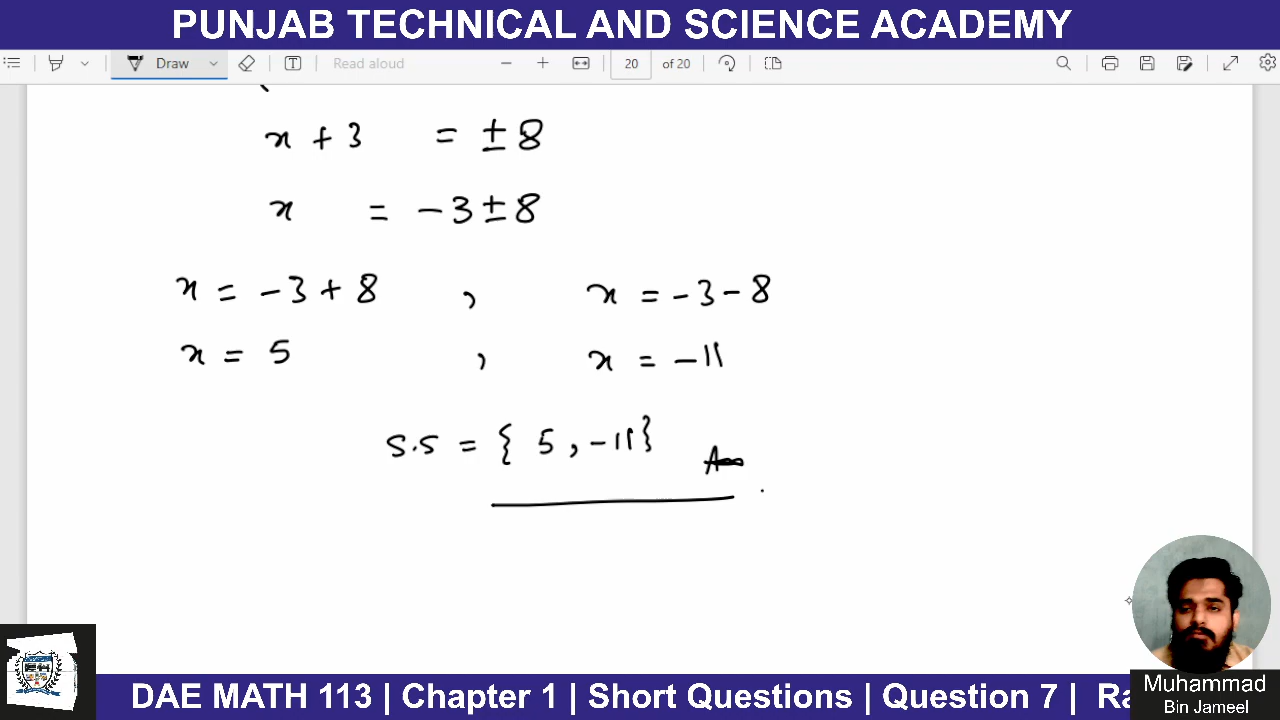 PUNJAB TECHNICAL AND SCIENCE ACADEMY
Draw
Read aloud
20 of 20
x + 3 = ± 8
x = - 3 ± 8
x = - 3 + 8 , x = - 3 - 8
x = 5 , x = - 11
S.S = { 5 , - 11 }
DAE MATH 113 | Chapter 1 | Short Questions | Question 7 | Ra
Muhammad
Bin Jameel